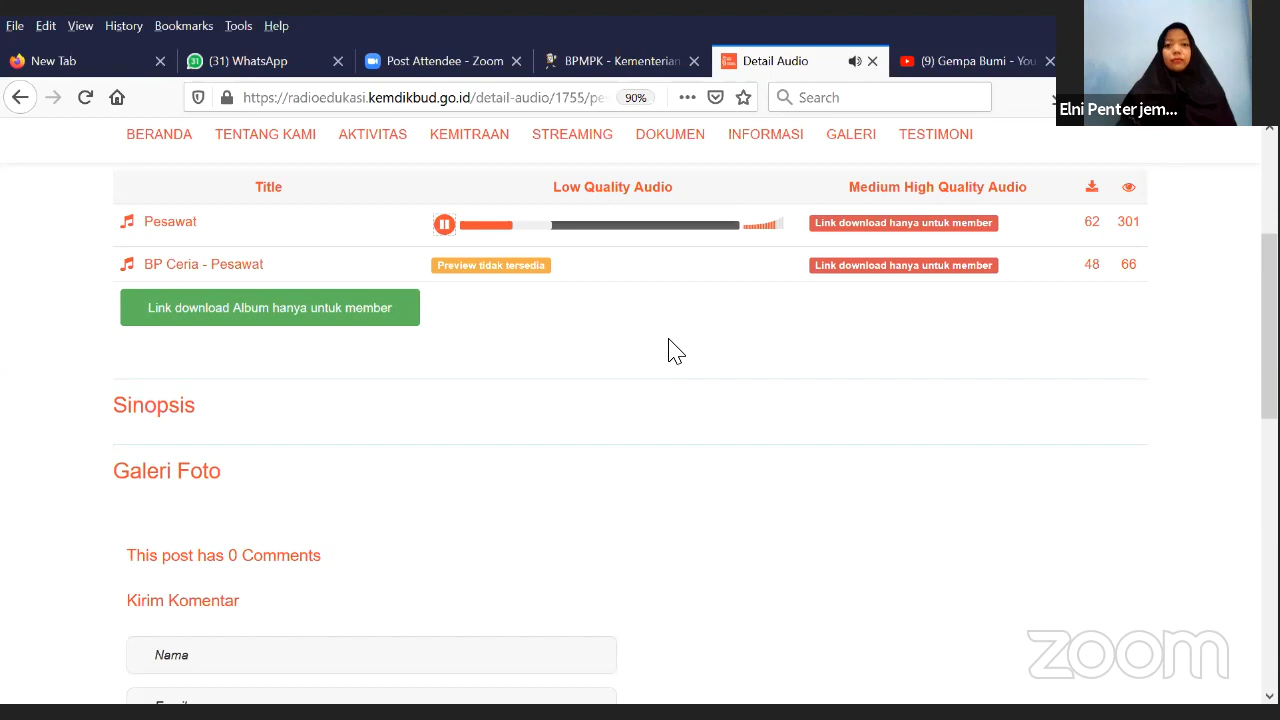 File Edit View History Bookmarks Tools Help
New Tab
(31) WhatsApp
Post Attendee - Zoom
BPMPK - Kementerian
Detail Audio
(9) Gempa Bumi - You
https://radioedukasi.kemdikbud.go.id/detail-audio/1755/pe
90%
Search
Elni Penterjem...
BERANDA TENTANG KAMI AKTIVITAS KEMITRAAN STREAMING DOKUMEN INFORMASI GALERI TESTIMONI
Title Low Quality Audio Medium High Quality Audio
Pesawat Link download hanya untuk member 62 301
BP Ceria - Pesawat Preview tidak tersedia Link download hanya untuk member 48 66
Link download Album hanya untuk member
Sinopsis
Galeri Foto
This post has 0 Comments
Kirim Komentar
Nama
zoom